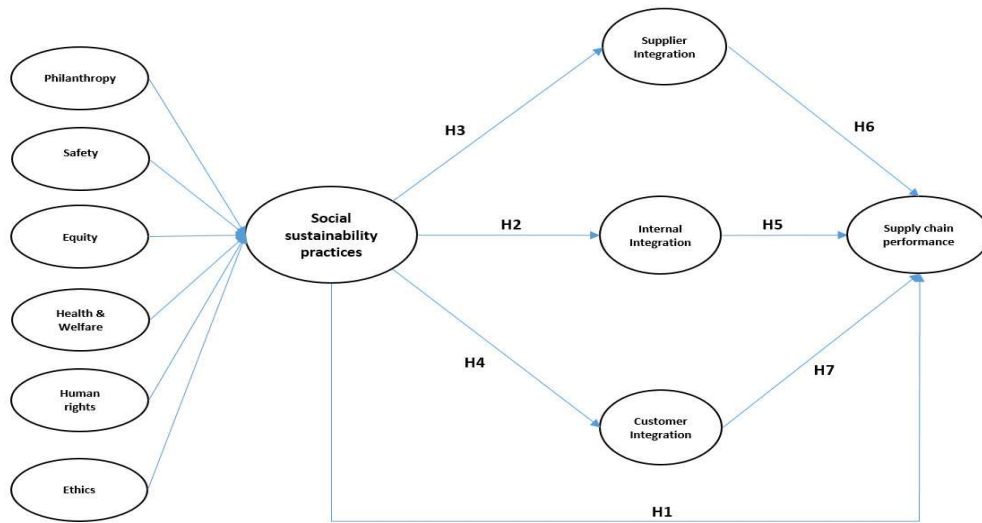 Philanthropy
Safety
Equity
Health &
Welfare
Human
rights
Ethics
Social
sustainability
practices
H3
H2
H4
H1
Supplier
Integration
Internal
Integration
Customer
Integration
H6
H5
H7
Supply chain
performance